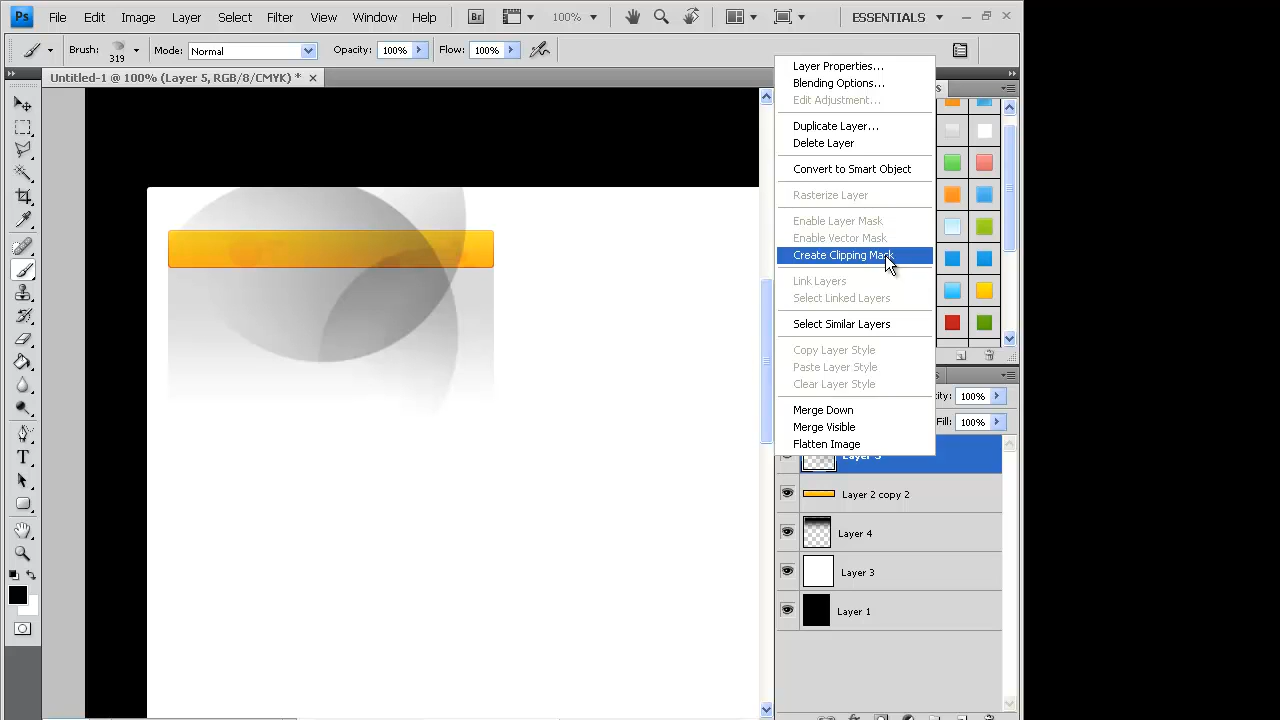 Ps File Edit Image Layer Select Filter View Window Help Br 100% ESSENTIALS
Brush: 319 Mode: Normal Opacity: 100% Flow: 100%
Untitled-1 @ 100% (Layer 5, RGB/8/CMYK) *
Layer Properties...
Blending Options...
Edit Adjustment...
Duplicate Layer...
Delete Layer
Convert to Smart Object
Rasterize Layer
Enable Layer Mask
Enable Vector Mask
Create Clipping Mask
Link Layers
Select Linked Layers
Select Similar Layers
Copy Layer Style
Paste Layer Style
Clear Layer Style
Merge Down
Merge Visible
Flatten Image
100%
Fill: 100%
Layer 2 copy 2
Layer 4
Layer 3
Layer 1